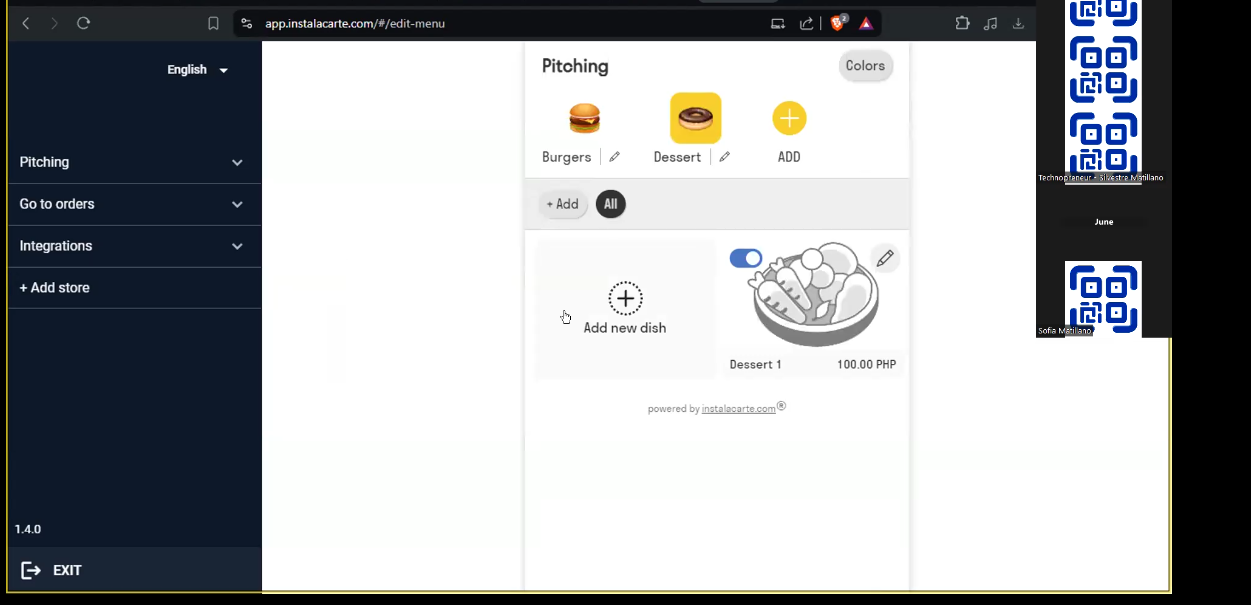 app.instalacarte.com/#/edit-menu
2
English
Pitching
Go to orders
Integrations
+ Add store
1.4.0
EXIT
Pitching
Colors
Burgers
Dessert
ADD
+ Add
All
Add new dish
Dessert 1
100.00 PHP
powered by instalacarte.com®
Technopreneur - Silvestre Matillano
June
Sofia Matillano